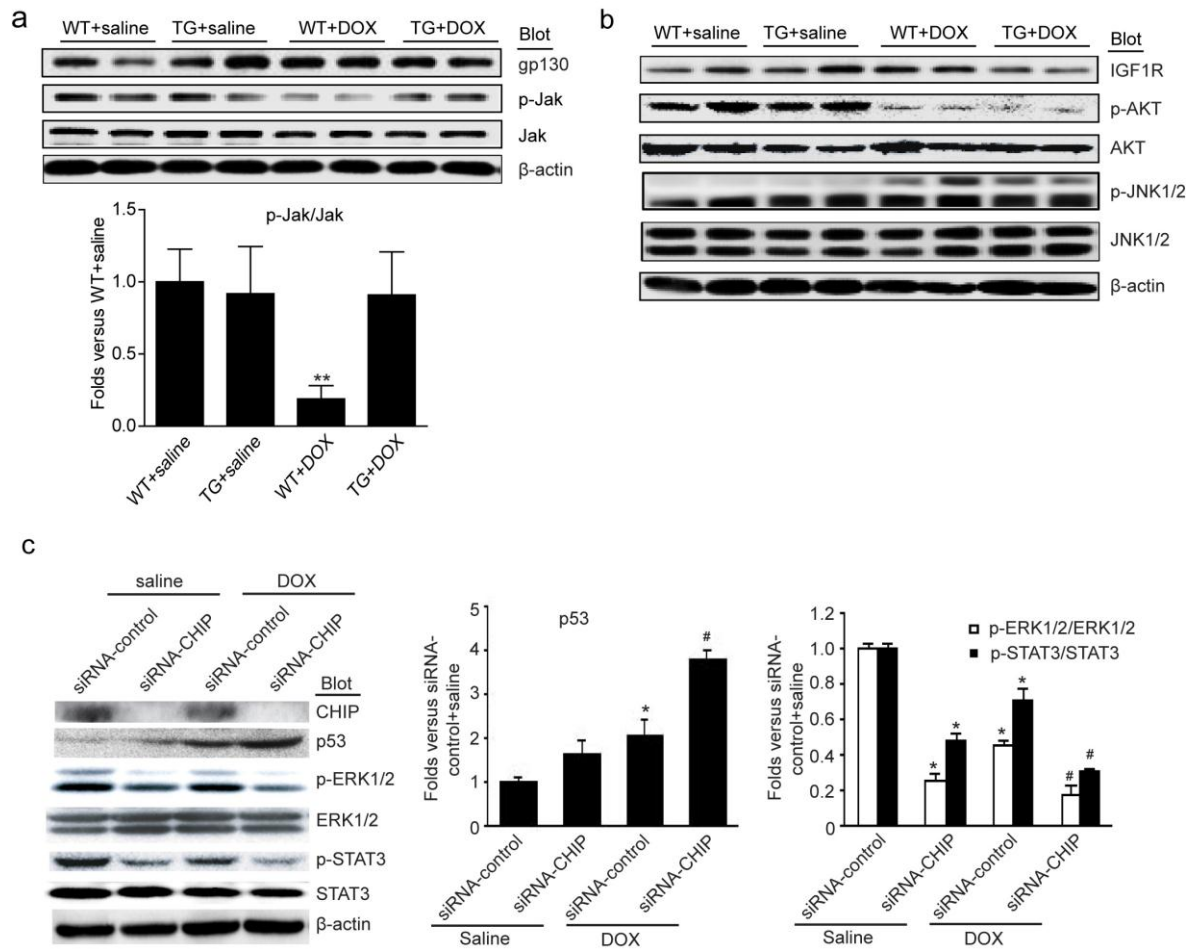 a
WT+saline TG+saline WT+DOX TG+DOX Blot
gp130
p-Jak
Jak
β-actin
p-Jak/Jak
Folds versus WT+saline
1.5
1.0
0.5
0.0
**
WT+saline TG+saline WT+DOX TG+DOX
b
WT+saline TG+saline WT+DOX TG+DOX Blot
IGF1R
p-AKT
AKT
p-JNK1/2
JNK1/2
β-actin
c
saline DOX
siRNA-control siRNA-CHIP siRNA-control siRNA-CHIP
Blot
CHIP
p53
p-ERK1/2
ERK1/2
p-STAT3
STAT3
β-actin
p53
Folds versus siRNA-
control+saline
5
4
2
1
0
* #
siRNA-control siRNA-CHIP siRNA-control siRNA-CHIP
Saline DOX
p-ERK1/2/ERK1/2
p-STAT3/STAT3
Folds versus siRNA-
control+saline
1.2
1.0
0.6
0.4
0.2
0
* * * * # #
siRNA-control siRNA-CHIP siRNA-control siRNA-CHIP
Saline DOX